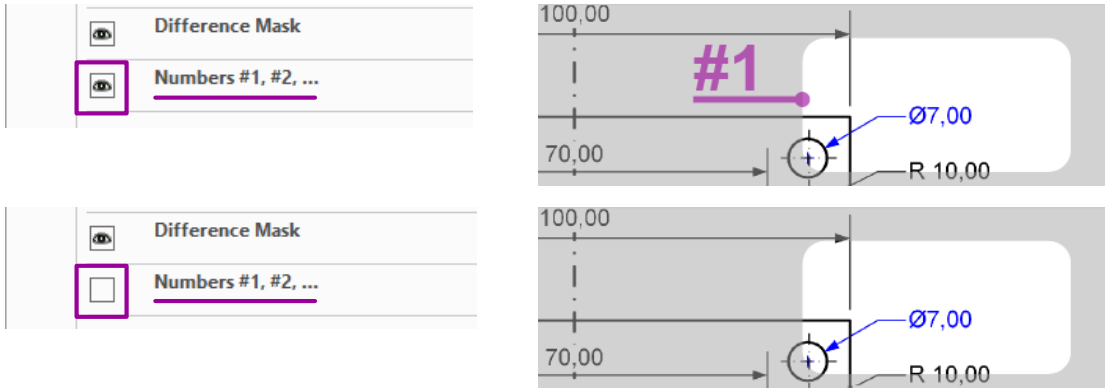 Difference Mask
Numbers #1, #2, ...
100,00
#1
Ø7,00
70,00
R 10,00
Difference Mask
Numbers #1, #2, ...
100,00
Ø7,00
70,00
R 10,00